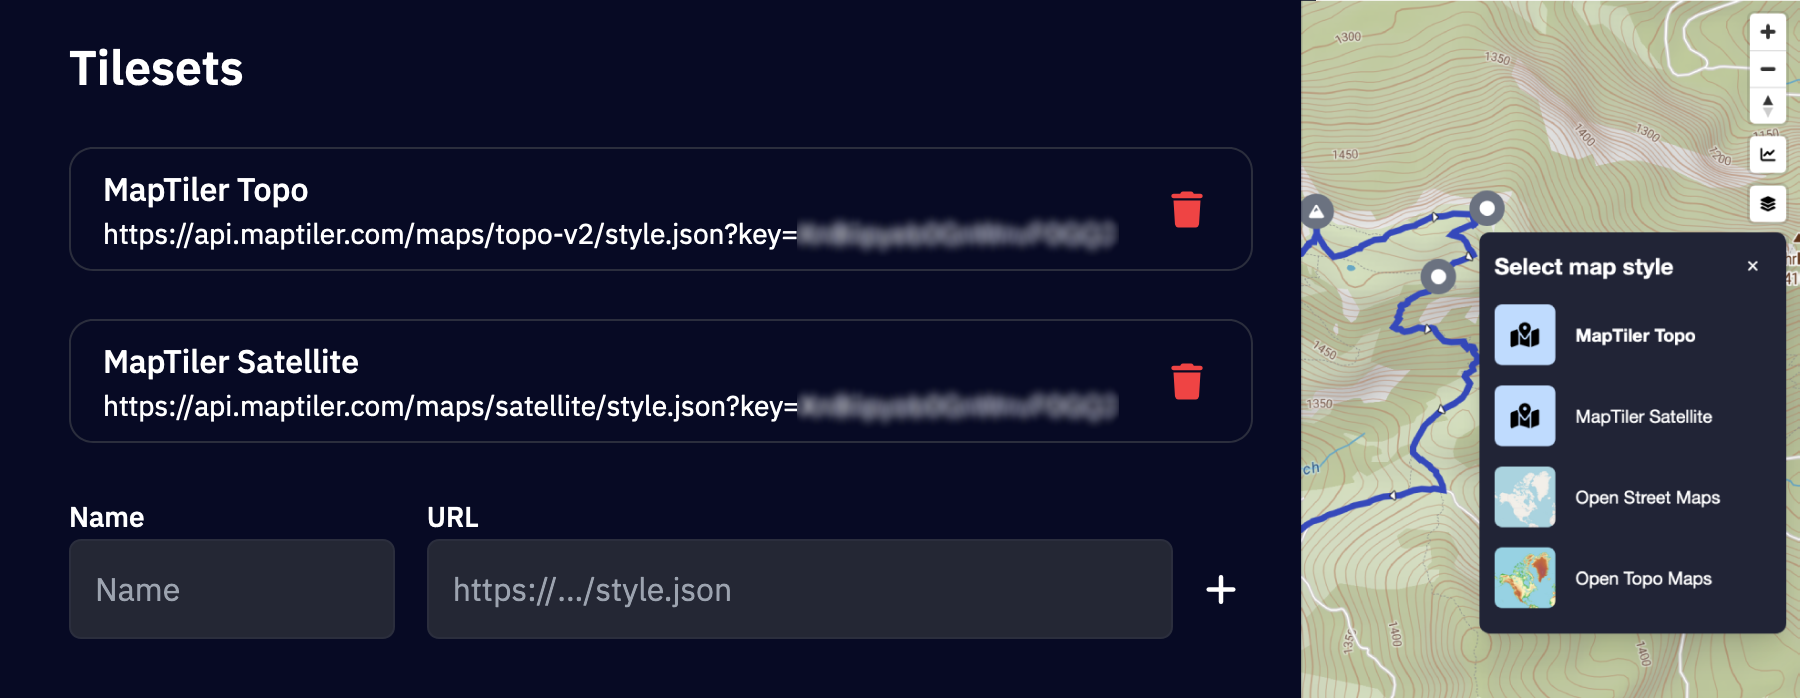 Tilesets
MapTiler Topo
https://api.maptiler.com/maps/topo-v2/style.json?key=
MapTiler Satellite
https://api.maptiler.com/maps/satellite/style.json?key=
Name
URL
Name
https://.../style.json
1300
1350
1400
1300
1150
1200
1450
Select map style
MapTiler Topo
MapTiler Satellite
Open Street Maps
Open Topo Maps
1450
1350
ch
1400
1400